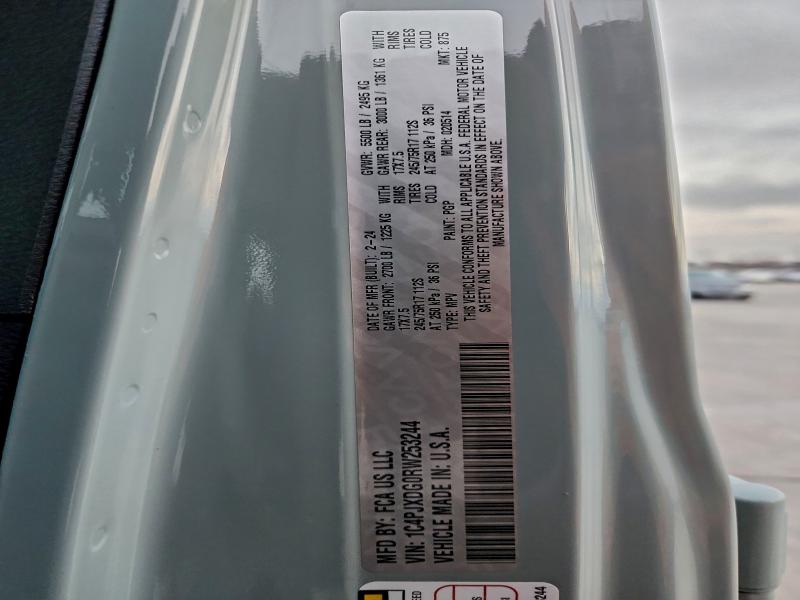 MFD BY: FCA US LLC
VIN: 1C4PJXDG0RW253244
VEHICLE MADE IN: U.S.A.
DATE OF MFR (BUILT): 2-24 GVWR: 5500 LB / 2495 KG
GAWR FRONT: 2700 LB / 1225 KG WITH GAWR REAR: 3000 LB / 1361 KG WITH
17X7.5 RIMS 17X7.5 RIMS
245/75R17 112S TIRES 245/75R17 112S TIRES
AT 250 kPa / 36 PSI COLD AT 250 kPa / 36 PSI COLD
TYPE: MPV PAINT: PGP MDH: 020514 MKT: 875
THIS VEHICLE CONFORMS TO ALL APPLICABLE U.S.A. FEDERAL MOTOR VEHICLE
SAFETY AND THEFT PREVENTION STANDARDS IN EFFECT ON THE DATE OF
MANUFACTURE SHOWN ABOVE.
244